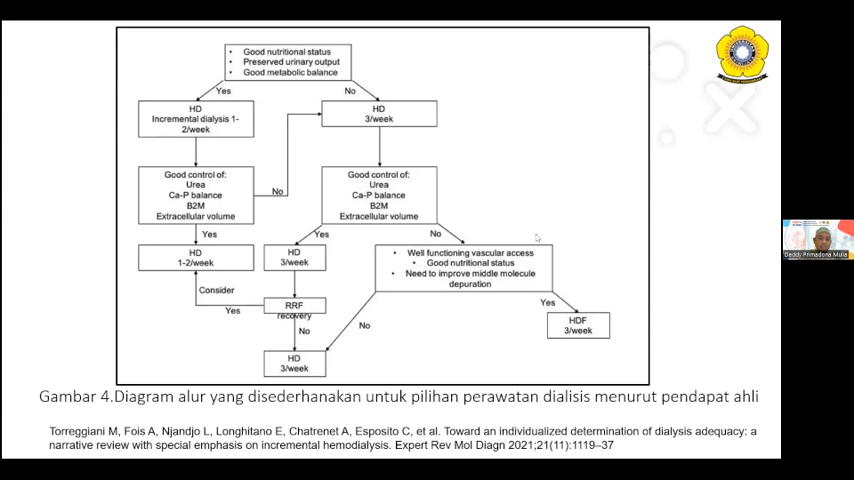 • Good nutritional status
• Preserved urinary output
• Good metabolic balance
Yes
No
HD
Incremental dialysis 1-
2/week
HD
3/week
Good control of:
Urea
Ca-P balance
B2M
Extracellular volume
No
Good control of:
Urea
Ca-P balance
B2M
Extracellular volume
Yes
Yes
No
HD
1-2/week
HD
3/week
• Well functioning vascular access
• Good nutritional status
• Need to improve middle molecule
depuration
Consider
Yes
RRF
recovery
No
No
Yes
HDF
3/week
HD
3/week
Gambar 4.Diagram alur yang disederhanakan untuk pilihan perawatan dialisis menurut pendapat ahli
Torreggiani M, Fois A, Njandjo L, Longhitano E, Chatrenet A, Esposito C, et al. Toward an individualized determination of dialysis adequacy: a
narrative review with special emphasis on incremental hemodialysis. Expert Rev Mol Diagn 2021;21(11):1119–37
Deddy Primadona Mula